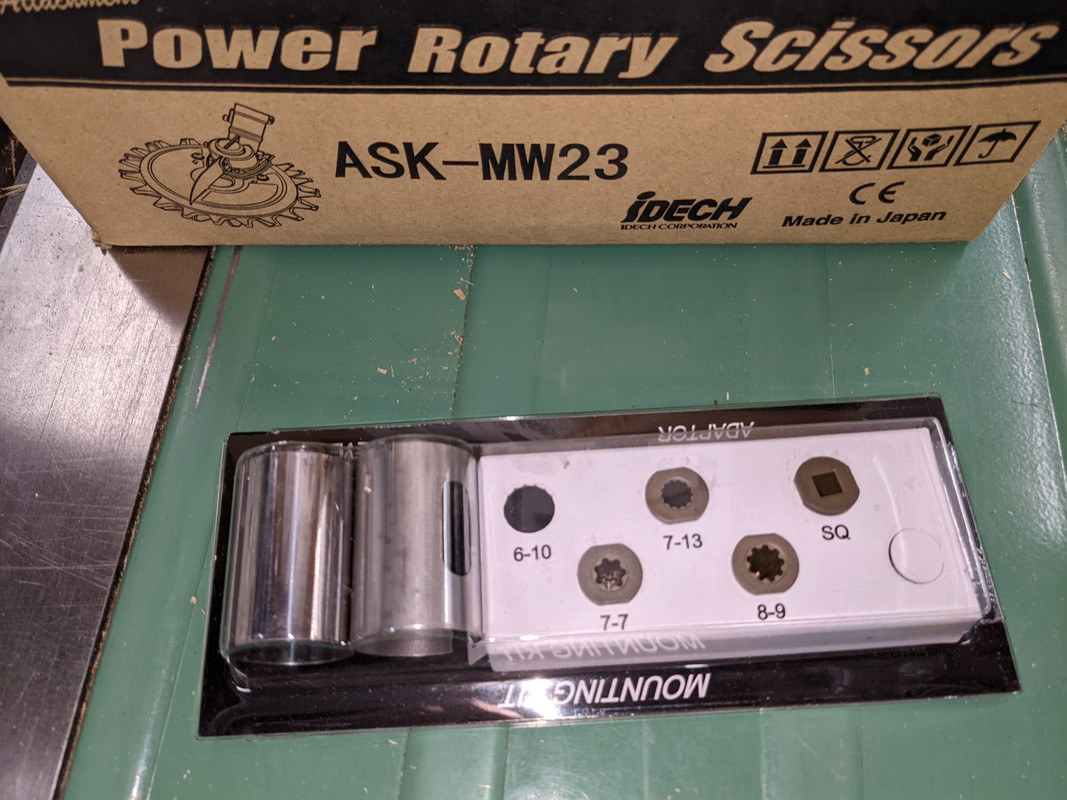 Attachment
Power Rotary Scissors
ASK-MW23
iDECH
IDECH CORPORATION
CE
Made in Japan
ADAPTOR
6-10
7-13
SQ
7-7
8-9
MOUNTING KIT